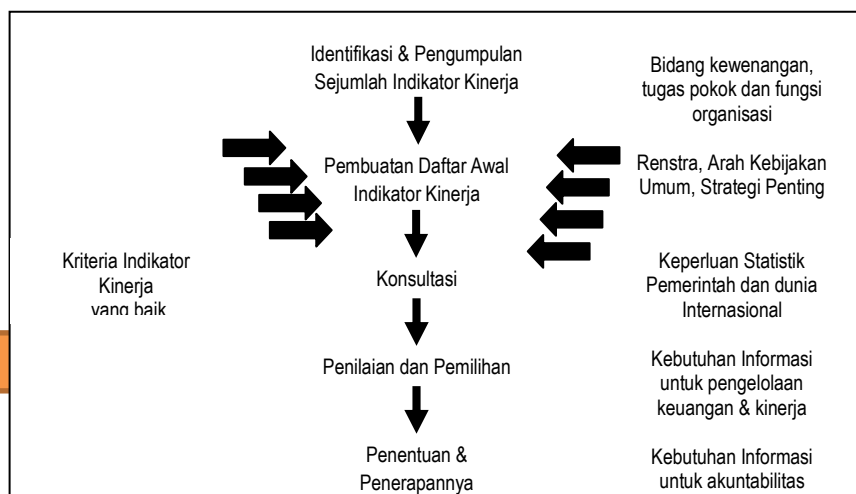 Identifikasi & Pengumpulan
Sejumlah Indikator Kinerja
Pembuatan Daftar Awal
Indikator Kinerja
Konsultasi
Penilaian dan Pemilihan
Penentuan &
Penerapannya
Kriteria Indikator
Kinerja
yang baik
Bidang kewenangan,
tugas pokok dan fungsi
organisasi
Renstra, Arah Kebijakan
Umum, Strategi Penting
Keperluan Statistik
Pemerintah dan dunia
Internasional
Kebutuhan Informasi
untuk pengelolaan
keuangan & kinerja
Kebutuhan Informasi
untuk akuntabilitas